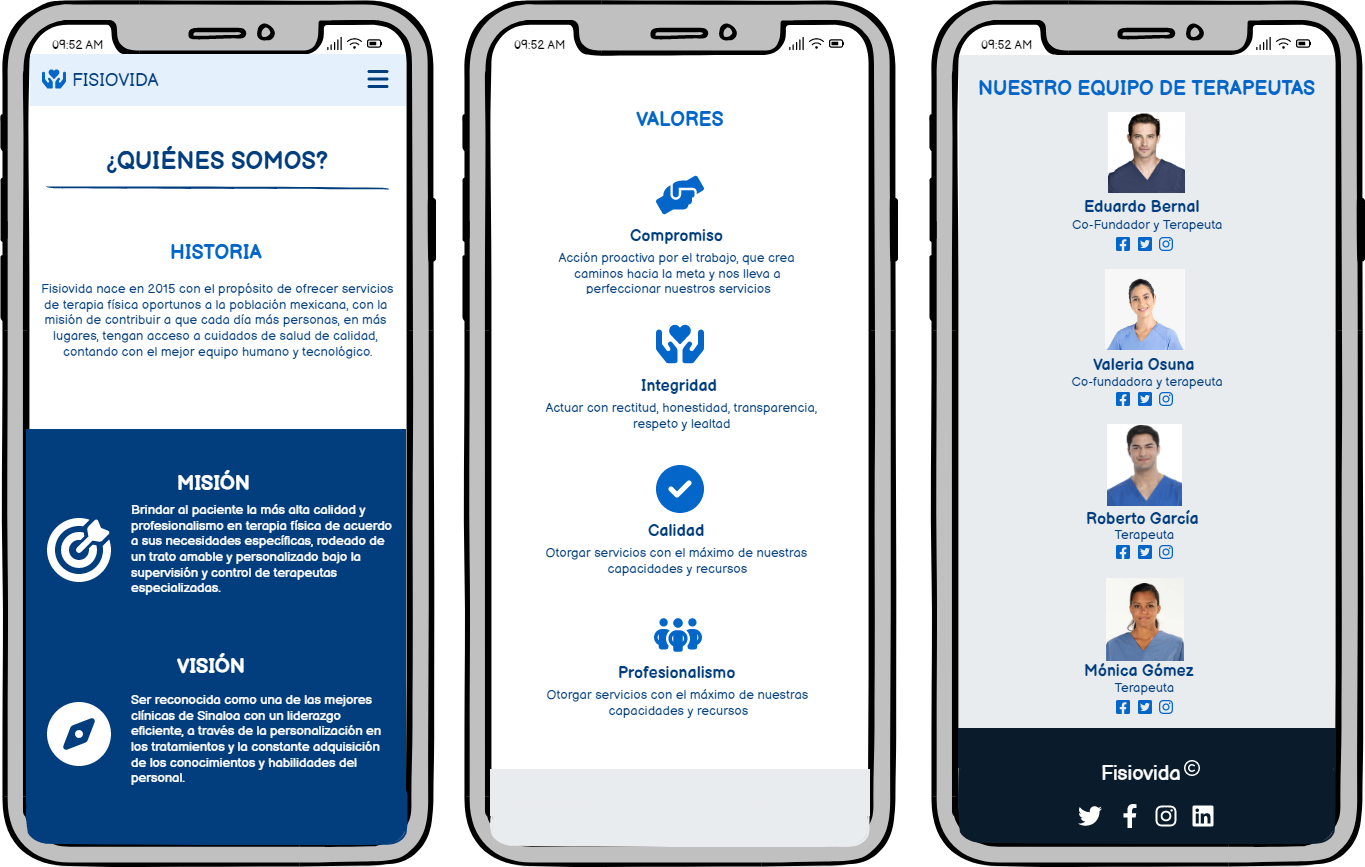 09:52 AM
FISIOVIDA
¿QUIÉNES SOMOS?
HISTORIA
Fisiovida nace en 2015 con el propósito de ofrecer servicios
de terapia física oportunos a la población mexicana, con la
misión de contribuir a que cada día más personas, en más
lugares, tengan acceso a cuidados de salud de calidad,
contando con el mejor equipo humano y tecnológico.
MISIÓN
Brindar al paciente la más alta calidad y
profesionalismo en terapia física de acuerdo
a sus necesidades específicas, rodeado de
un trato amable y personalizado bajo la
supervisión y control de terapeutas
especializadas.
VISIÓN
Ser reconocida como una de las mejores
clínicas de Sinaloa con un liderazgo
eficiente, a través de la personalización en
los tratamientos y la constante adquisición
de los conocimientos y habilidades del
personal.
09:52 AM
VALORES
Compromiso
Acción proactiva por el trabajo, que crea
caminos hacia la meta y nos lleva a
perfeccionar nuestros servicios
Integridad
Actuar con rectitud, honestidad, transparencia,
respeto y lealtad
Calidad
Otorgar servicios con el máximo de nuestras
capacidades y recursos
Profesionalismo
Otorgar servicios con el máximo de nuestras
capacidades y recursos
09:52 AM
NUESTRO EQUIPO DE TERAPEUTAS
Eduardo Bernal
Co-Fundador y Terapeuta
Valeria Osuna
Co-fundadora y terapeuta
Roberto García
Terapeuta
Mónica Gómez
Terapeuta
Fisiovida ©